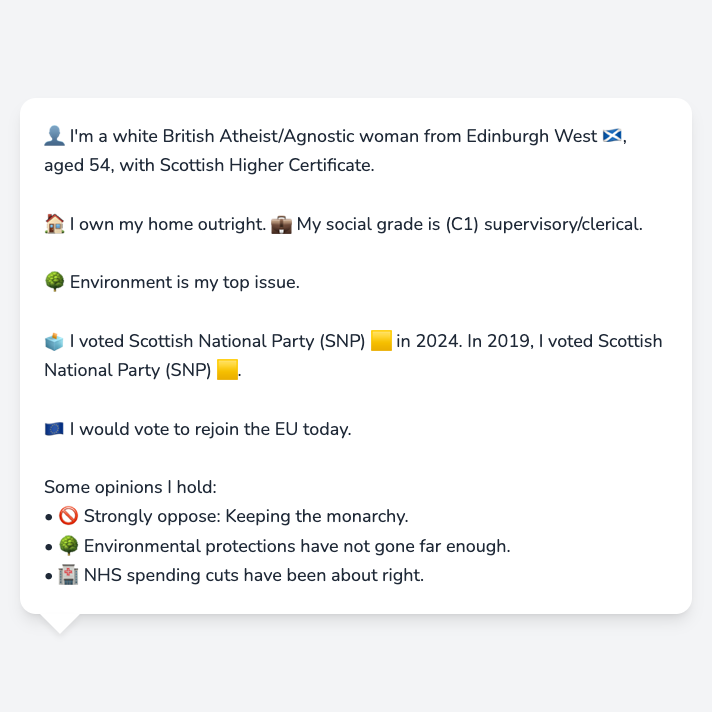 👤 I'm a white British Atheist/Agnostic woman from Edinburgh West 🏴󠁧󠁢󠁳󠁣󠁴󠁿,
aged 54, with Scottish Higher Certificate.
🏠 I own my home outright. 💼 My social grade is (C1) supervisory/clerical.
🌳 Environment is my top issue.
🗳️ I voted Scottish National Party (SNP) 🟨 in 2024. In 2019, I voted Scottish
National Party (SNP) 🟨.
🇪🇺 I would vote to rejoin the EU today.
Some opinions I hold:
• 🚫 Strongly oppose: Keeping the monarchy.
• 🌳 Environmental protections have not gone far enough.
• 🏥 NHS spending cuts have been about right.